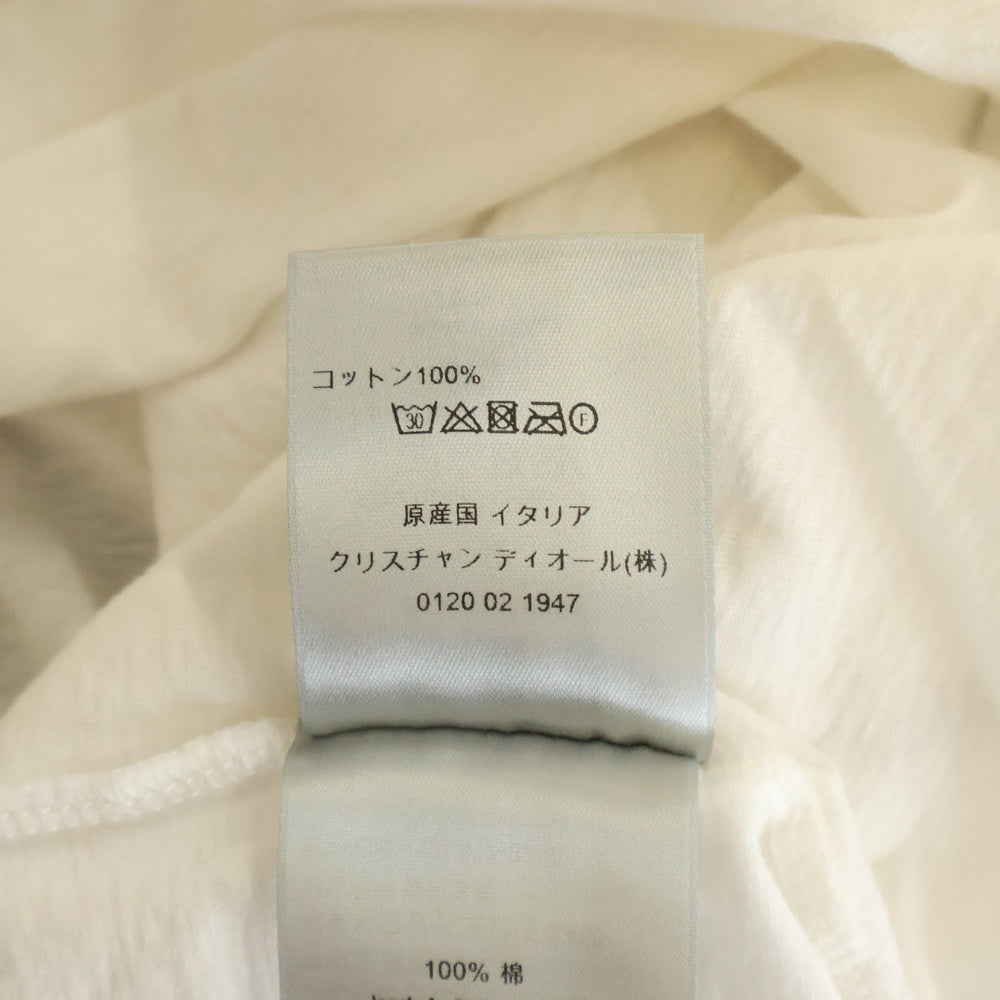 コットン100%
30
F
原産国 イタリア
クリスチャン ディオール(株)
0120 02 1947
100% 棉